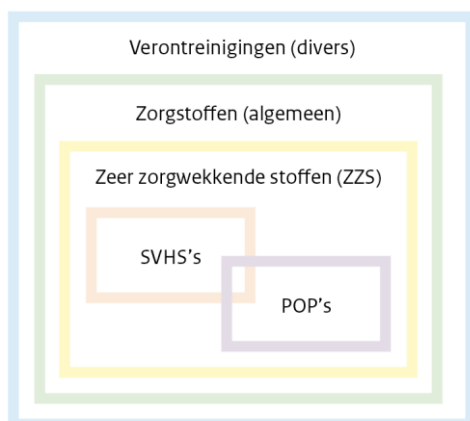 Verontreinigingen (divers)
Zorgstoffen (algemeen)
Zeer zorgwekkende stoffen (ZZS)
SVHS's
POP's